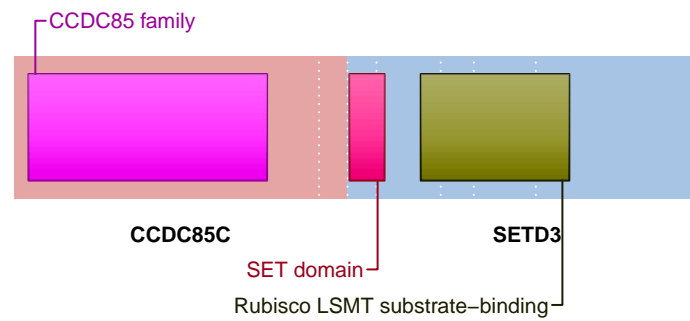 CCDC85 family
CCDC85C
SETD3
SET domain
Rubisco LSMT substrate−binding